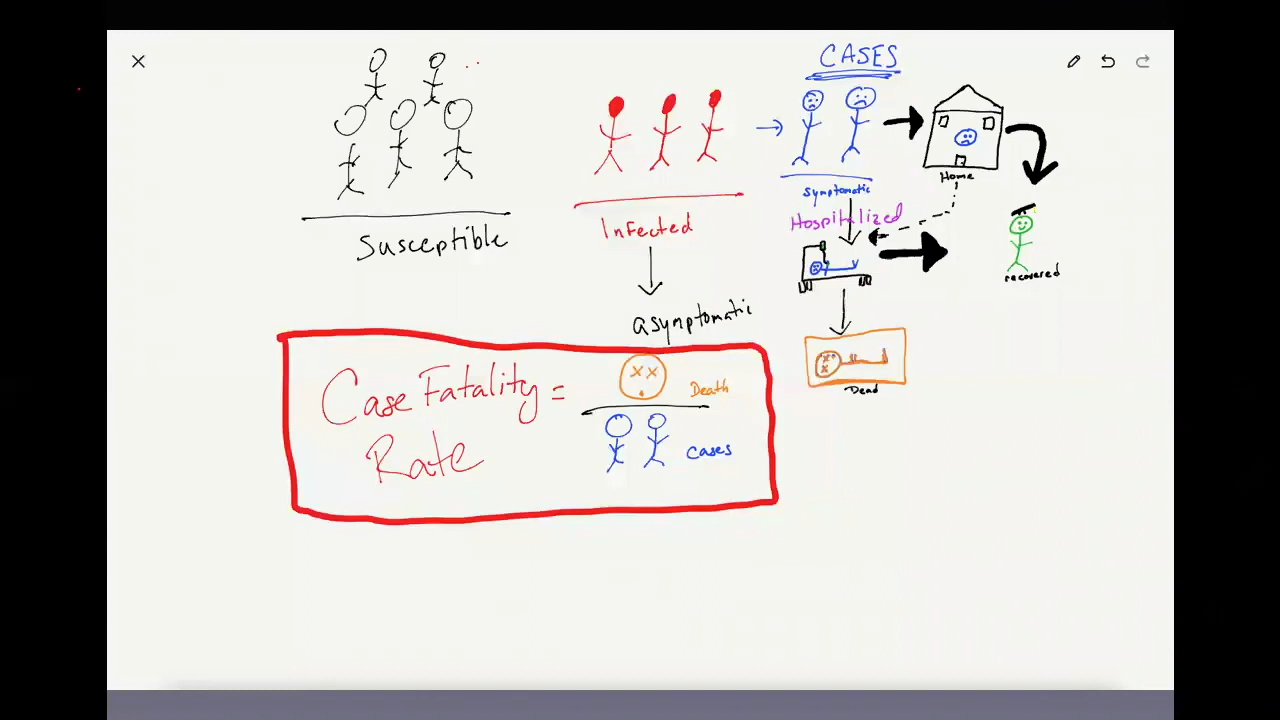 CASES
Symptomatic
Home
Hospitalized
Infected
Susceptible
recovered
asymptomatic
Case Fatality =
Rate
Death
Cases
Dead